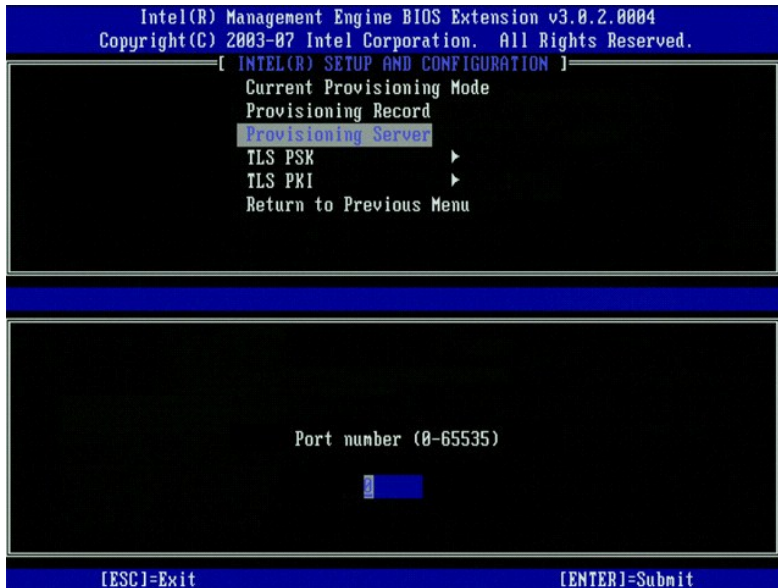 Intel(R) Management Engine BIOS Extension v3.0.2.0004
Copyright(C) 2003-07 Intel Corporation. All Rights Reserved.
[ INTEL(R) SETUP AND CONFIGURATION ]
Current Provisioning Mode
Provisioning Record
Provisioning Server
TLS PSK
TLS PKI
Return to Previous Menu
Port number (0-65535)
0
[ESC]=Exit [ENTER]=Submit